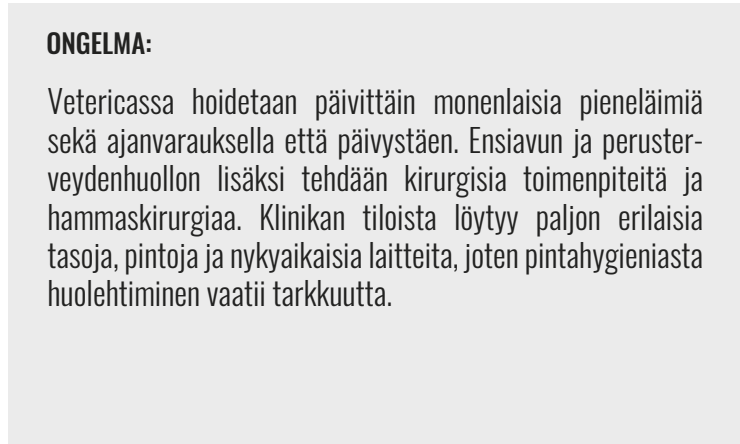 ONGELMA:
Vetericassa hoidetaan päivittäin monenlaisia pieneläimiä
sekä ajanvarauksella että päivystäen. Ensiavun ja peruster-
veydenhuollon lisäksi tehdään kirurgisia toimenpiteitä ja
hammaskirurgiaa. Klinikan tiloista löytyy paljon erilaisia
tasoja, pintoja ja nykyaikaisia laitteita, joten pintahygieniasta
huolehtiminen vaatii tarkkuutta.